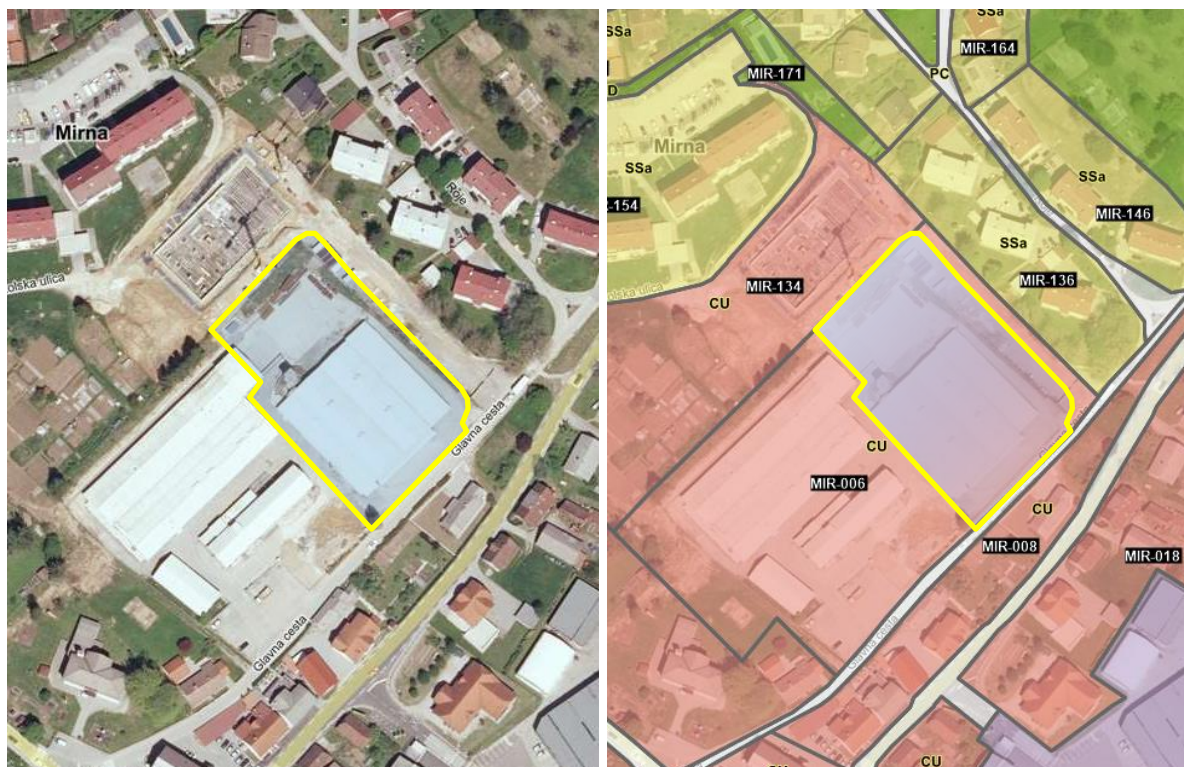 Mirna
Roje
olska ulica
Glavna cesta
Glavna cesta
SSa
SSa
MIR-164
MIR-171
PC
D
Mirna
SSa
SSa
-154
MIR-146
SSa
MIR-136
MIR-134
olska ulica
CU
CU
MIR-006
CU
MIR-008
MIR-018
Glavna cesta
CU
CU